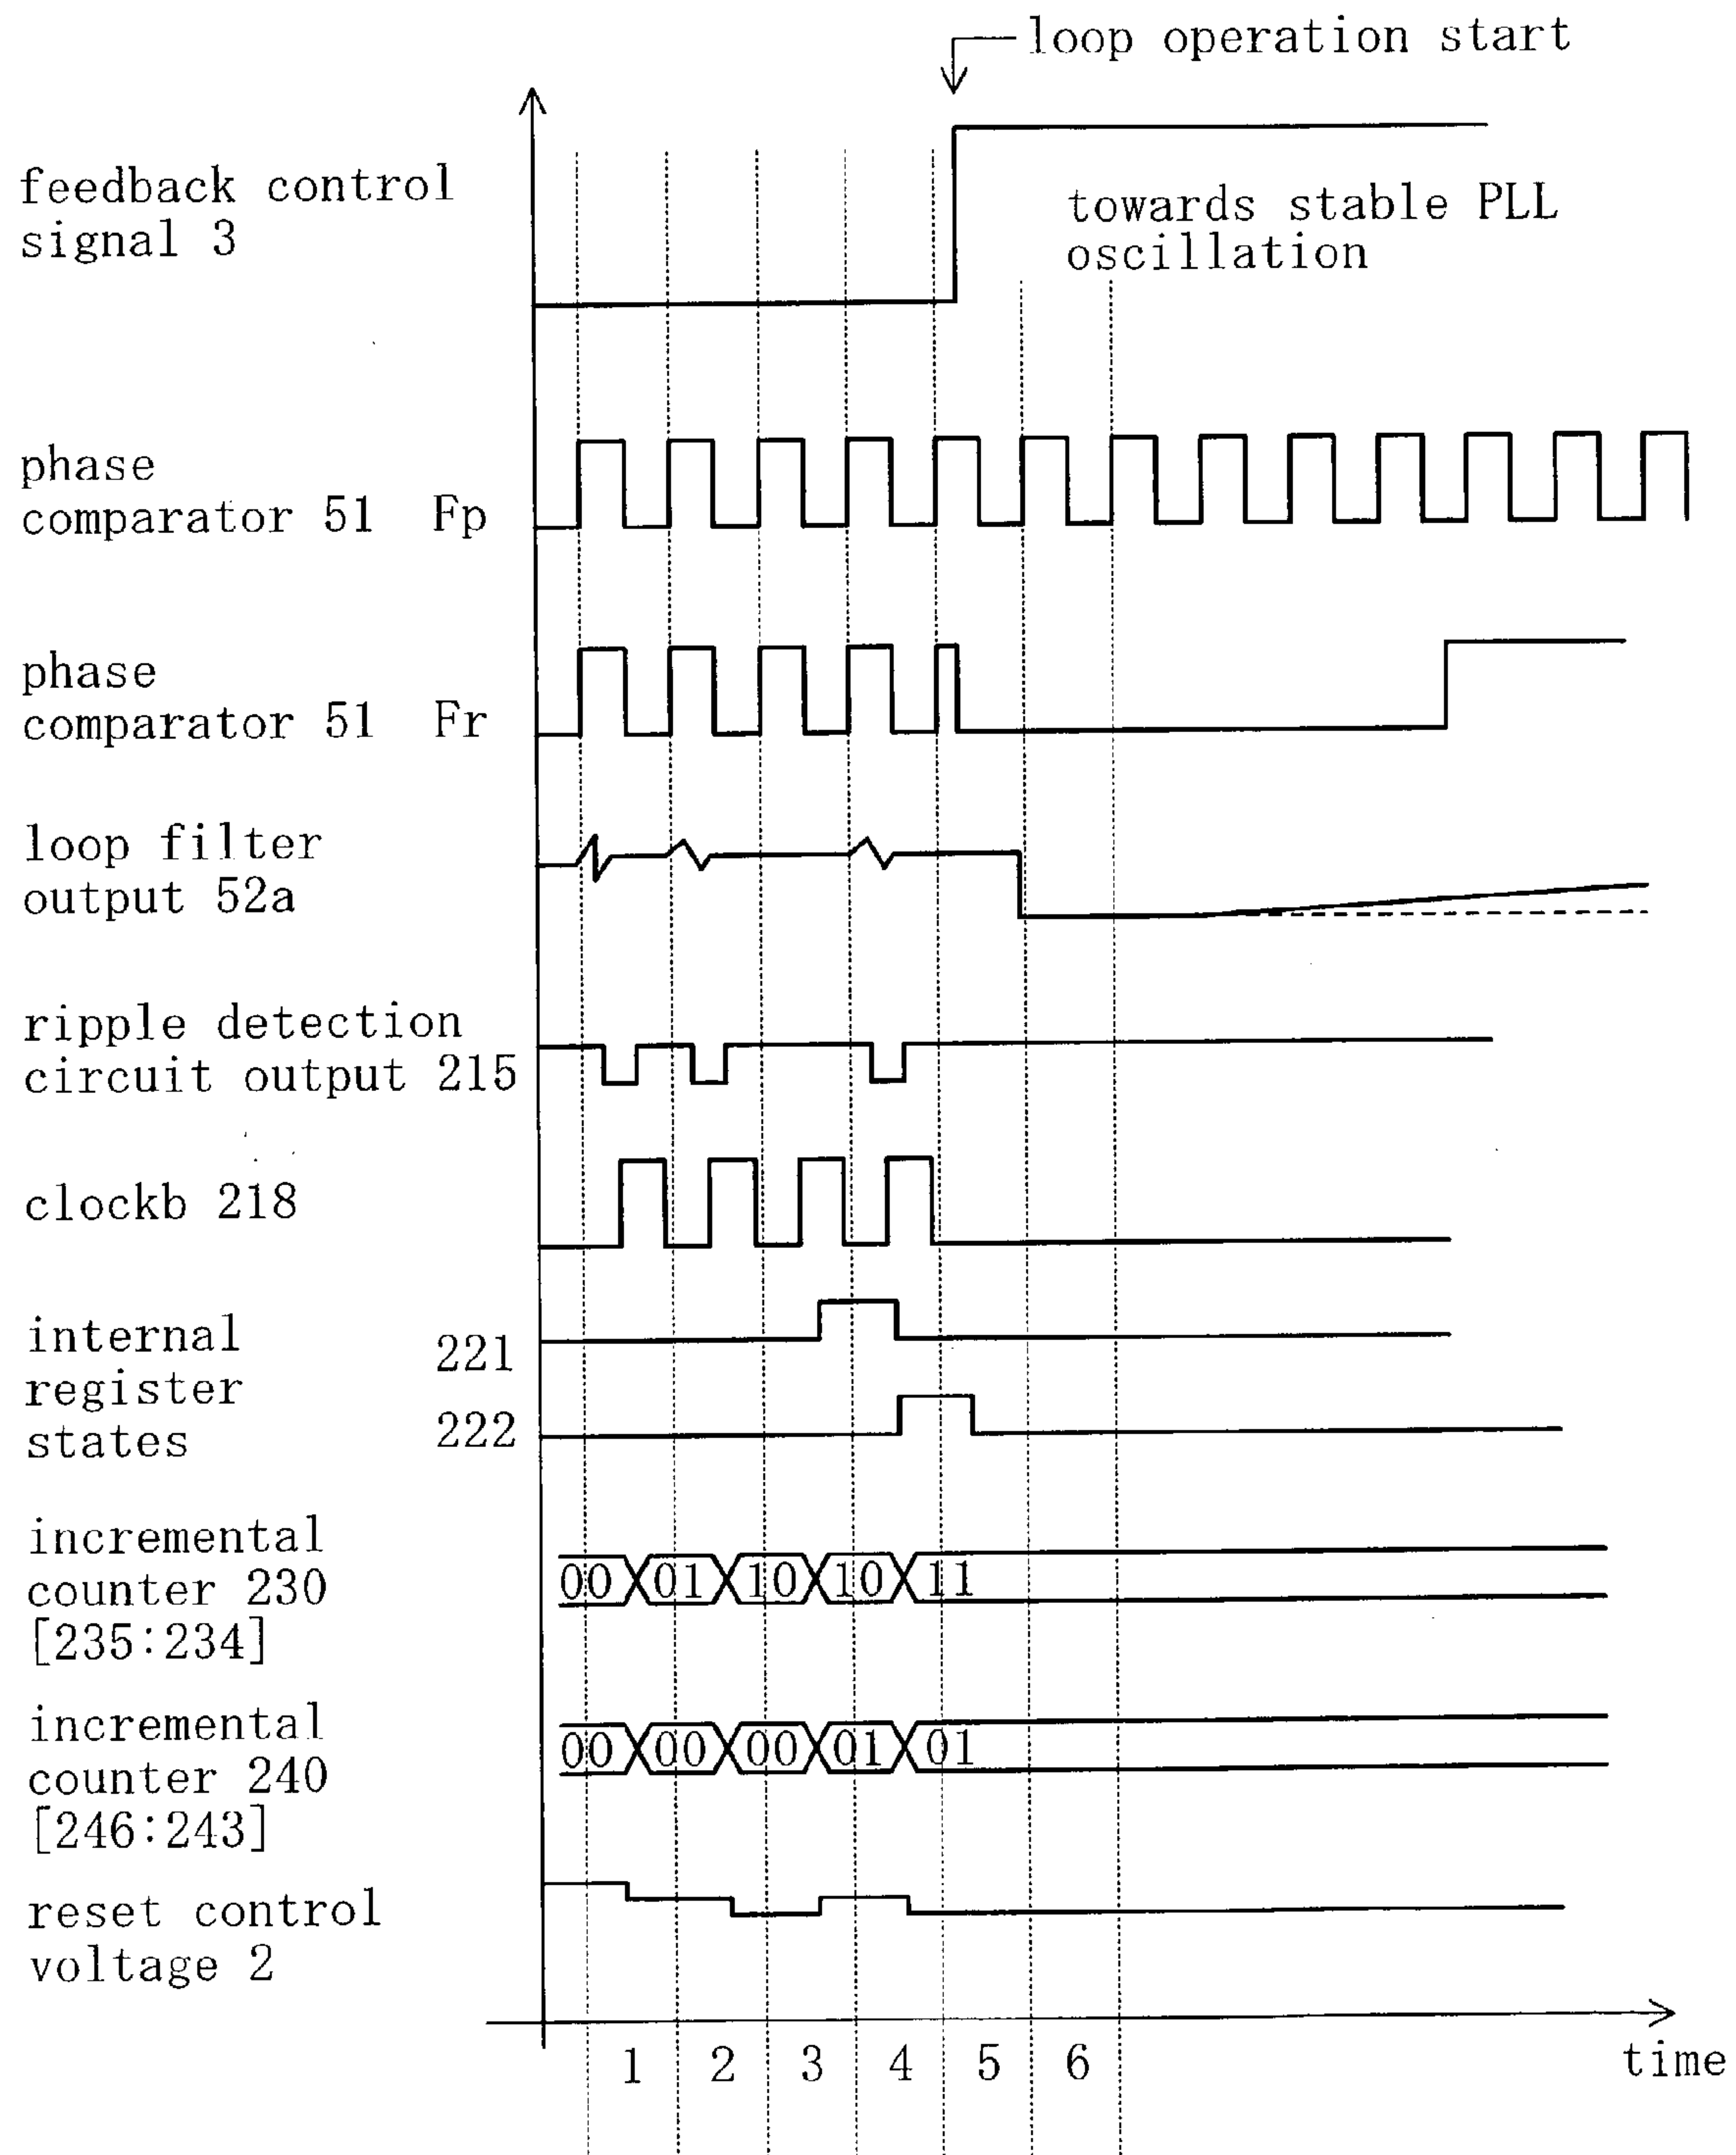 loop operation start
feedback control
signal 3
towards stable PLL
oscillation
phase
comparator 51 Fp
phase
comparator 51 Fr
loop filter
output 52a
ripple detection
circuit output 215
clockb 218
internal
register
states
221
222
incremental
counter 230
[235:234]
00 01 10 10 11
incremental
counter 240
[246:243]
00 00 00 01 01
reset control
voltage 2
1 2 3 4 5 6
time